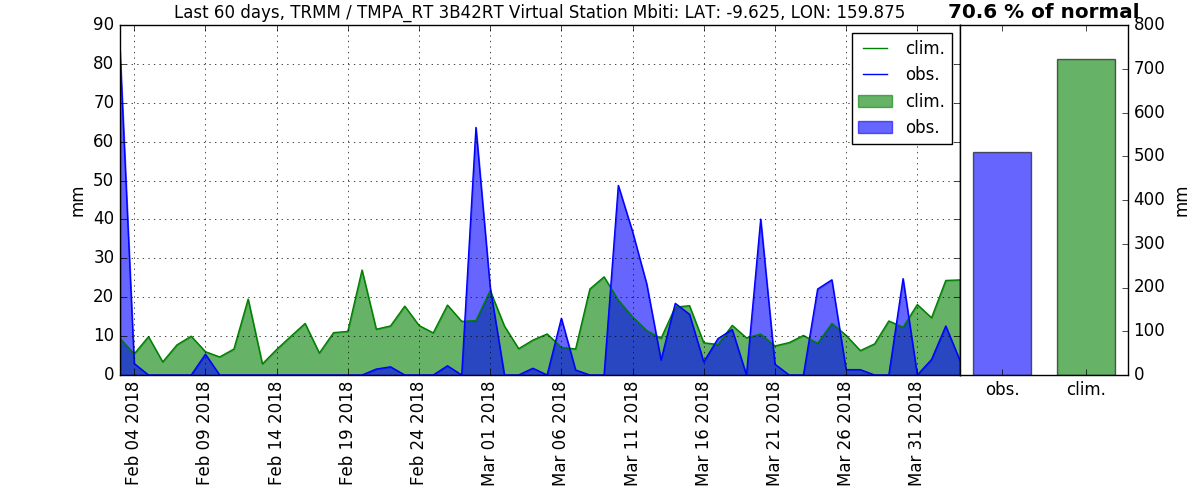 Last 60 days, TRMM / TMPA_RT 3B42RT Virtual Station Mbiti: LAT: -9.625, LON: 159.875
70.6 % of normal
90
80
70
60
50
40
30
20
10
0
mm
clim.
obs.
clim.
obs.
Feb 04 2018
Feb 09 2018
Feb 14 2018
Feb 19 2018
Feb 24 2018
Mar 01 2018
Mar 06 2018
Mar 11 2018
Mar 16 2018
Mar 21 2018
Mar 26 2018
Mar 31 2018
800
700
600
500
400
300
200
100
0
mm
obs.
clim.